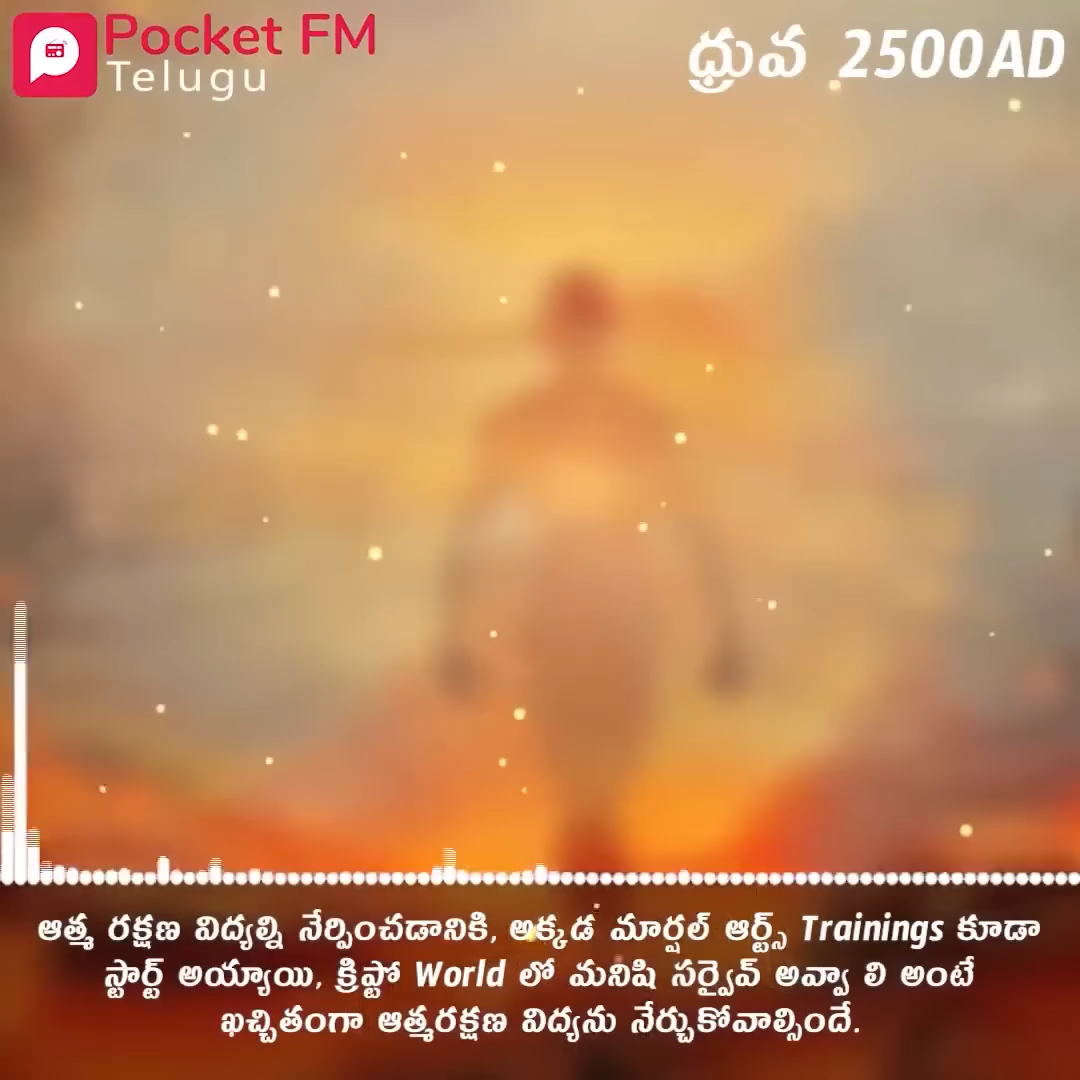 Pocket FM
Telugu
ధ్రువ 2500AD
ఆత్మ రక్షణ విద్యల్ని నేర్పించడానికి, అక్కడ మార్షల్ ఆర్ట్స్ Trainings కూడా
స్టార్ట్ అయ్యాయి, క్రిప్టో World లో మనిషి సర్వైవ్ అవ్వా లి అంటే
ఖచ్చితంగా ఆత్మరక్షణ విద్యను నేర్చుకోవాల్సిందే.